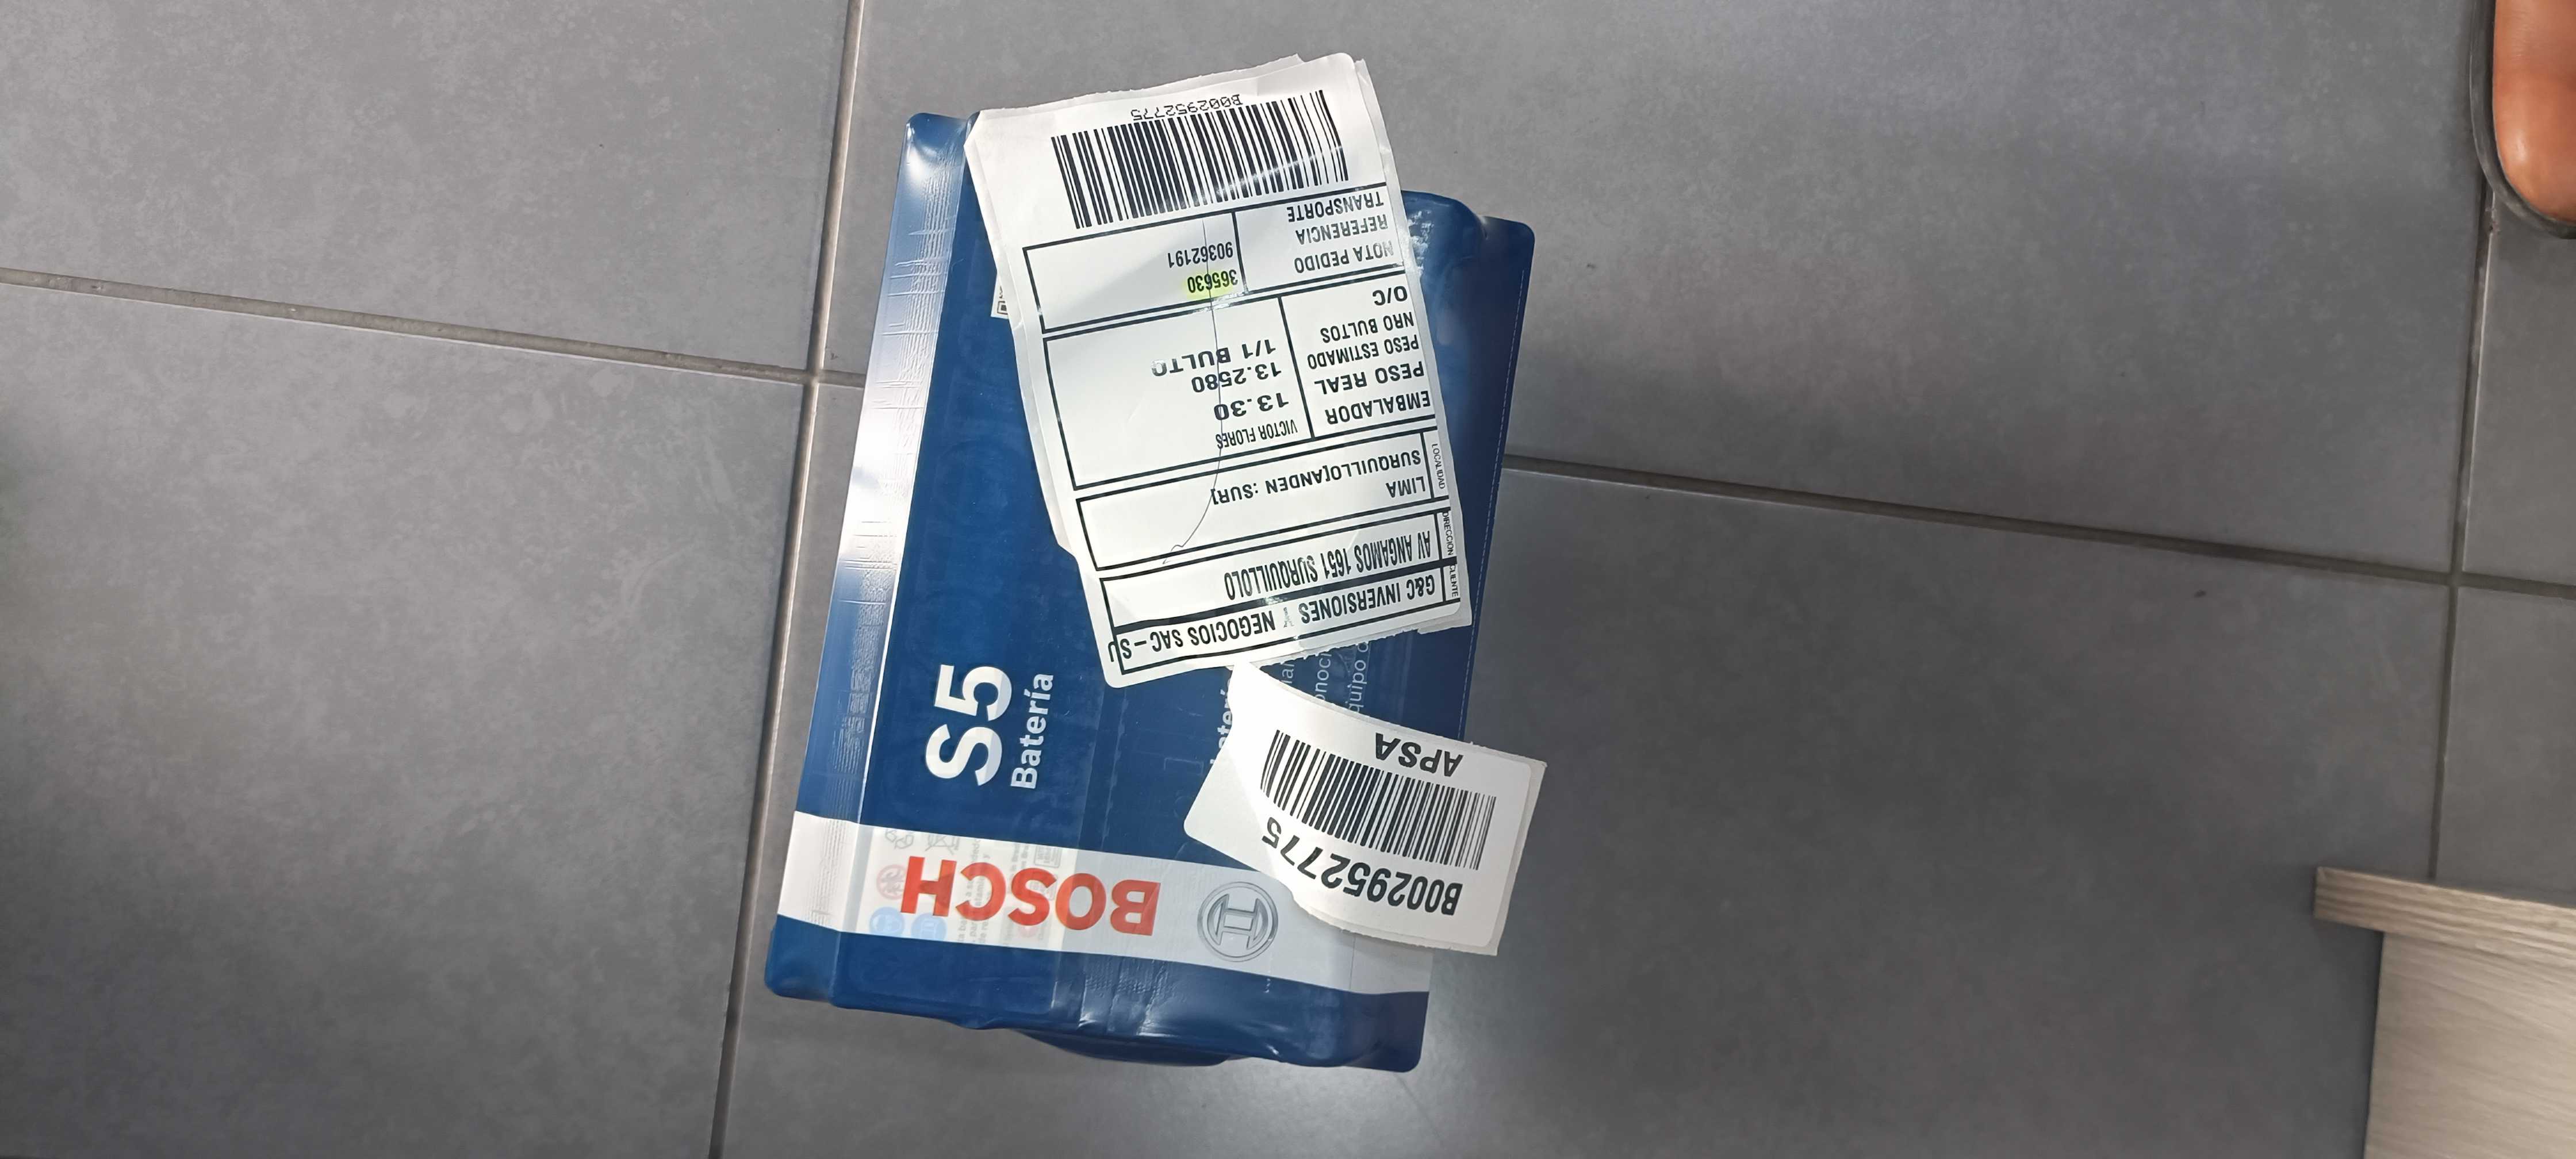 G&C INVERSIONES Y NEGOCIOS SAC-SU
CLIENTE
AV ANGAMOS 1651 SURQUILLOLO
DIRECCION
LIMA
SURQUILLO[ANDEN :SUR]
LOCALIDAD
EMBALADOR VICTOR FLORES
PESO REAL 13.30
PESO ESTIMADO 13.2580
NRO BULTOS 1/1 BULTO
O/C
NOTA PEDIDO 365630
REFERENCIA 90362191
TRANSPORTE
B002952775
B002952775
APSA
BOSCH
S5
Batería